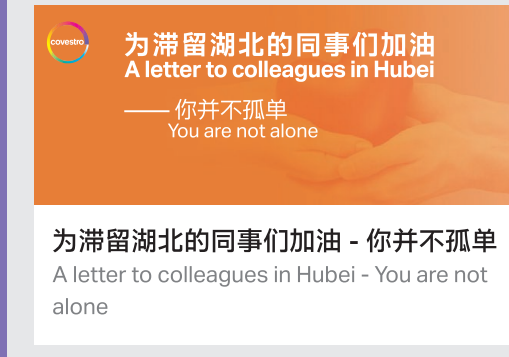 covestro
为滞留湖北的同事们加油
A letter to colleagues in Hubei
—— 你并不孤单
You are not alone
为滞留湖北的同事们加油 - 你并不孤单
A letter to colleagues in Hubei - You are not
alone